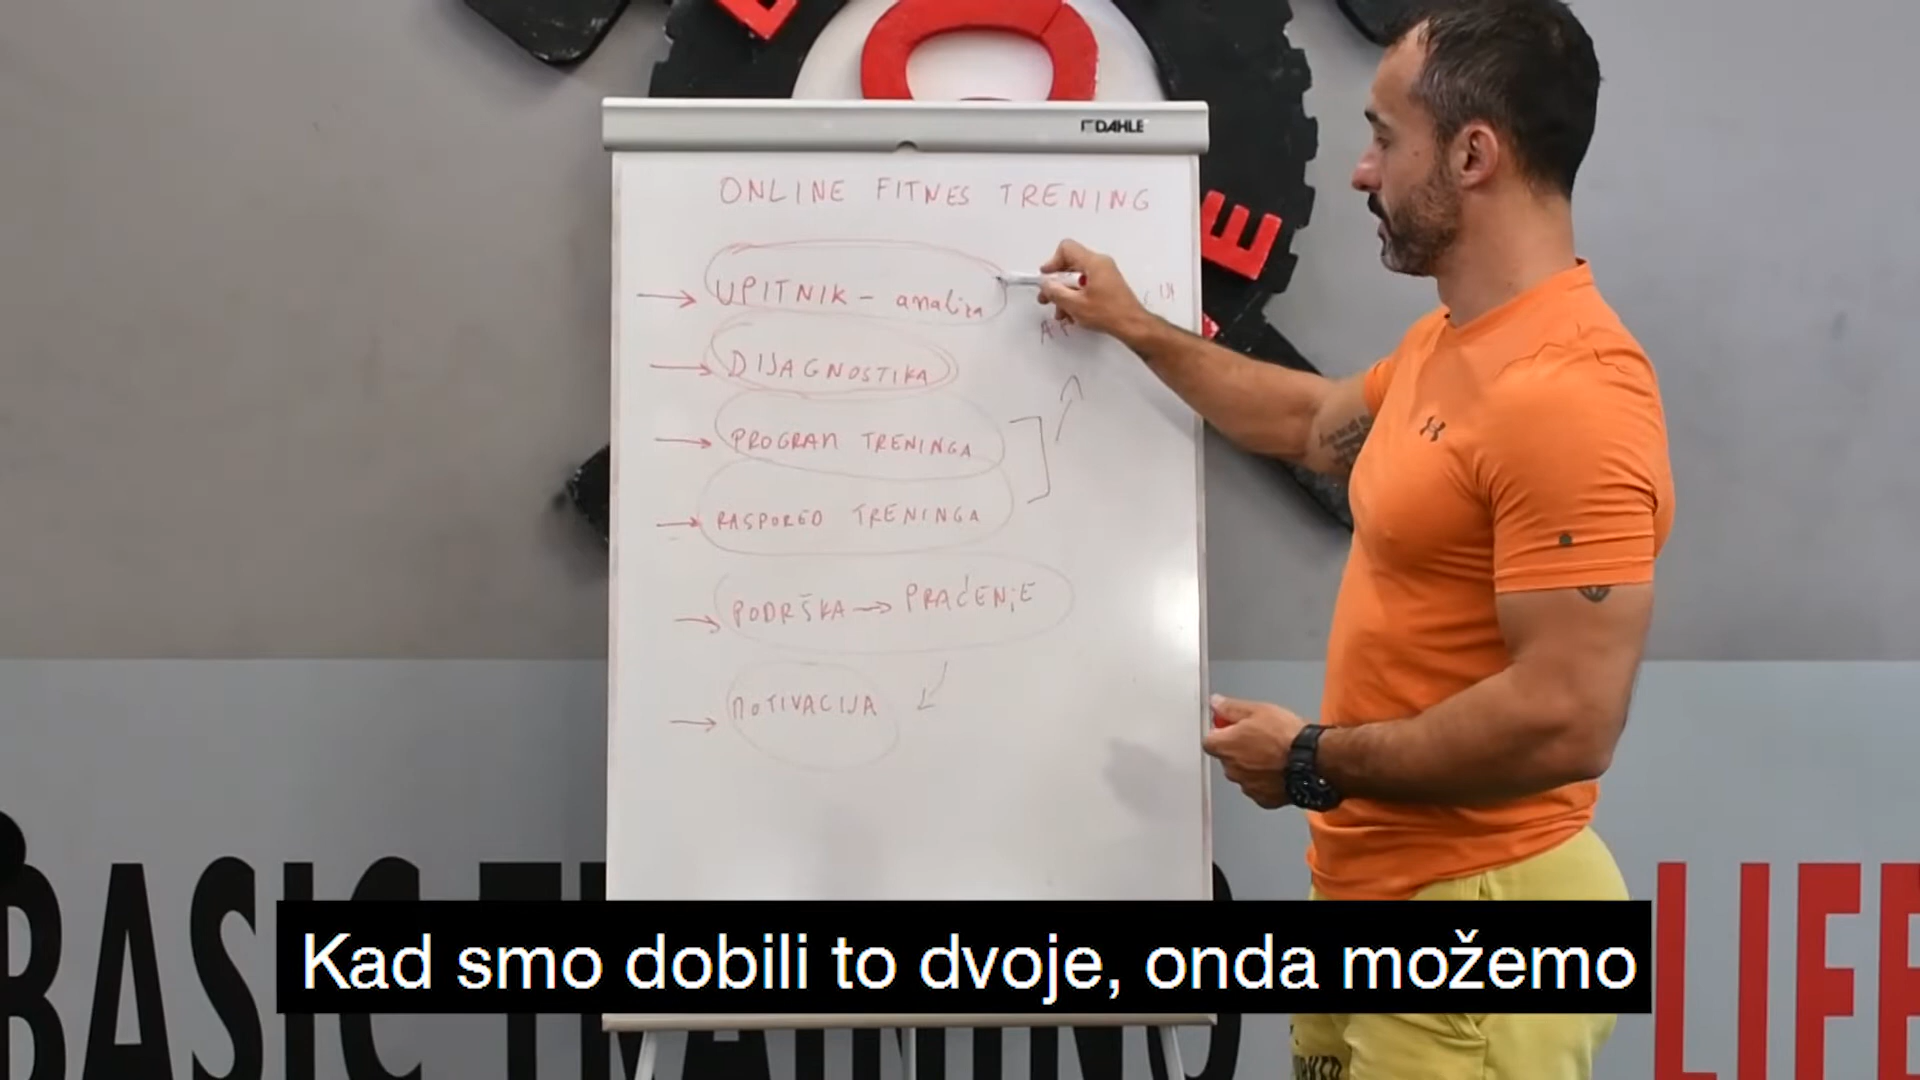 DAHLE
ONLINE FITNES TRENING
E
→ UPITNIK - analiza
→ DIJAGNOSTIKA
→ PROGRAM TRENINGA
→ RASPORED TRENINGA
→ PODRŠKA → PRAĆENjE
→ MOTIVACIJA
BASIC TRAINING
LIFE
Kad smo dobili to dvoje, onda možemo